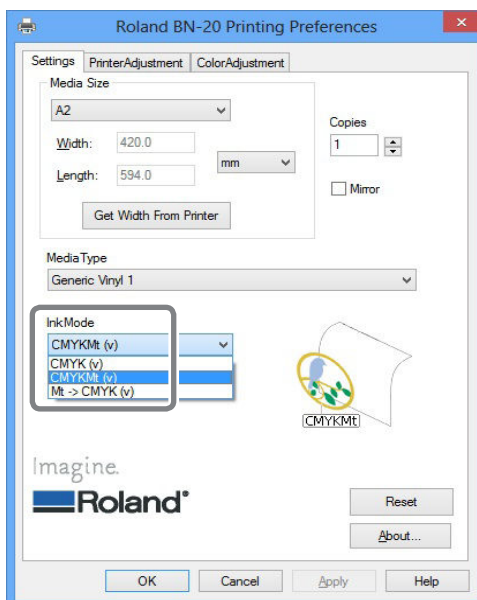 Roland BN-20 Printing Preferences
Settings PrinterAdjustment ColorAdjustment
Media Size
A2
Width: 420.0
mm
Length: 594.0
Get Width From Printer
Copies
1
Mirror
MediaType
Generic Vinyl 1
InkMode
CMYKMt (v)
CMYK (v)
CMYKMt (v)
Mt -> CMYK (v)
CMYKMt
Imagine.
Roland®
Reset
About...
OK Cancel Apply Help